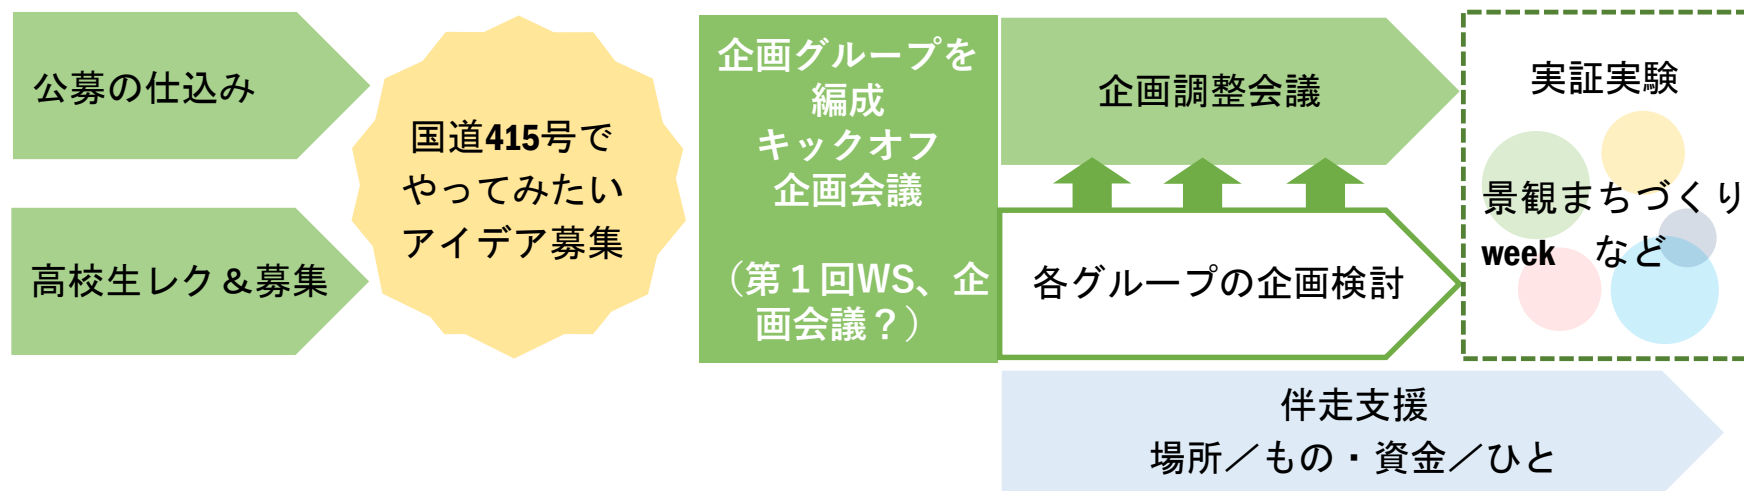 公募の仕込み
高校生レク＆募集
国道415号で
やってみたい
アイデア募集
企画グループを
編成
キックオフ
企画会議
（第１回WS、企
画会議？）
企画調整会議
各グループの企画検討
伴走支援
場所／もの・資金／ひと
実証実験
景観まちづくり
week　など